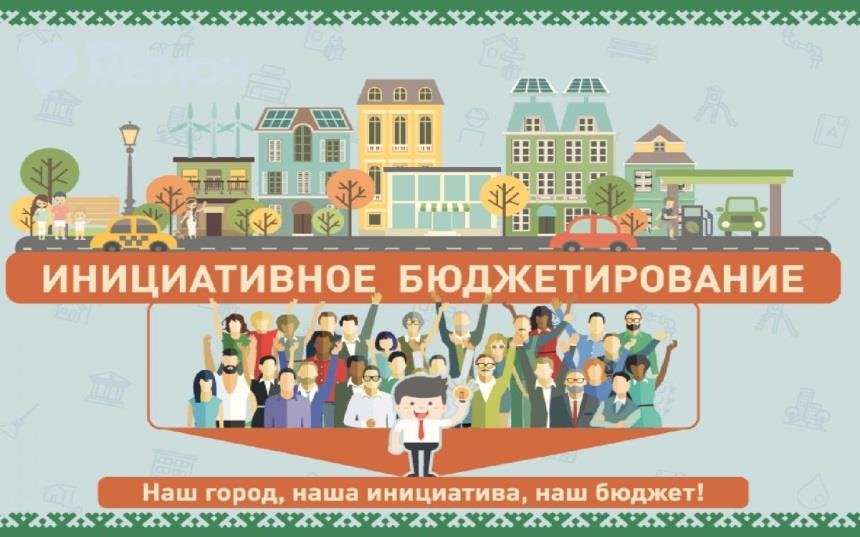 ИНИЦИАТИВНОЕ БЮДЖЕТИРОВАНИЕ
Наш город, наша инициатива, наш бюджет!